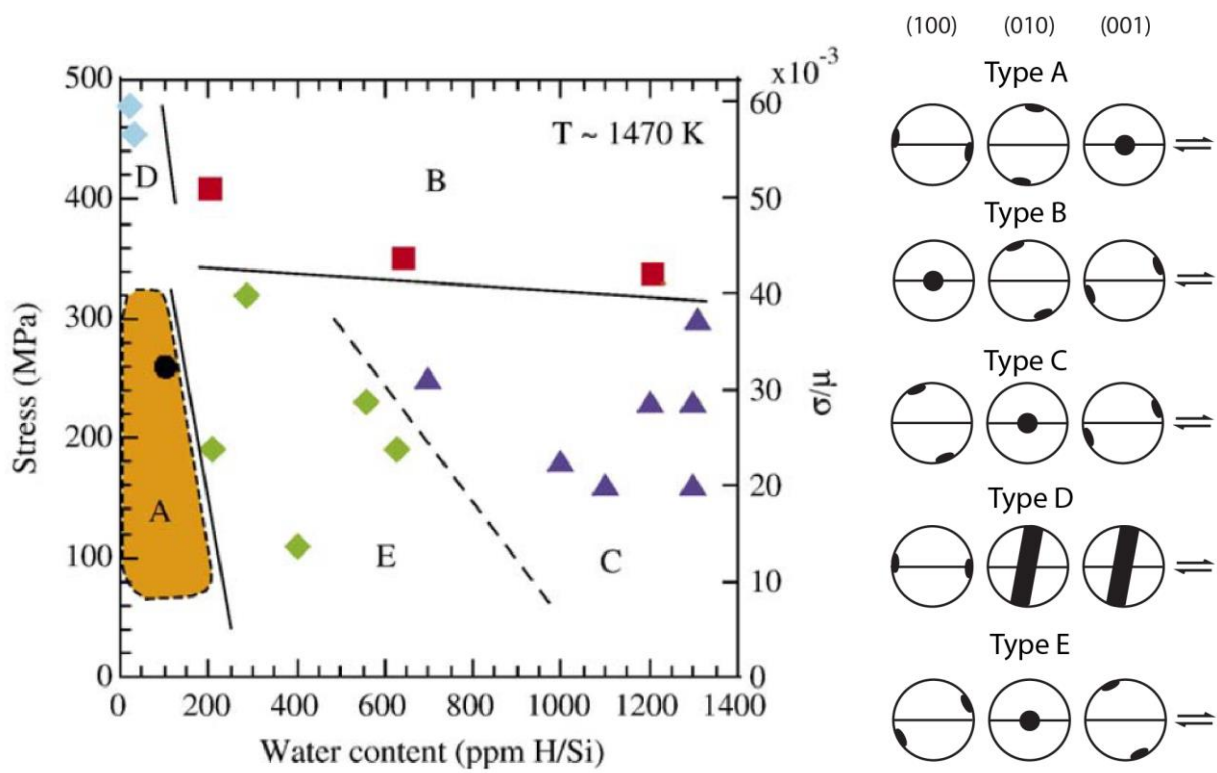 (100) (010) (001)
Type A
x10⁻³
500
60
T ~ 1470 K
D
B
400
50
Type B
40
300
Type C
Stress (MPa)
30
σ/μ
200
20
A
Type D
100
E
C
10
0
0
Type E
0 200 400 600 800 1000 1200 1400
Water content (ppm H/Si)